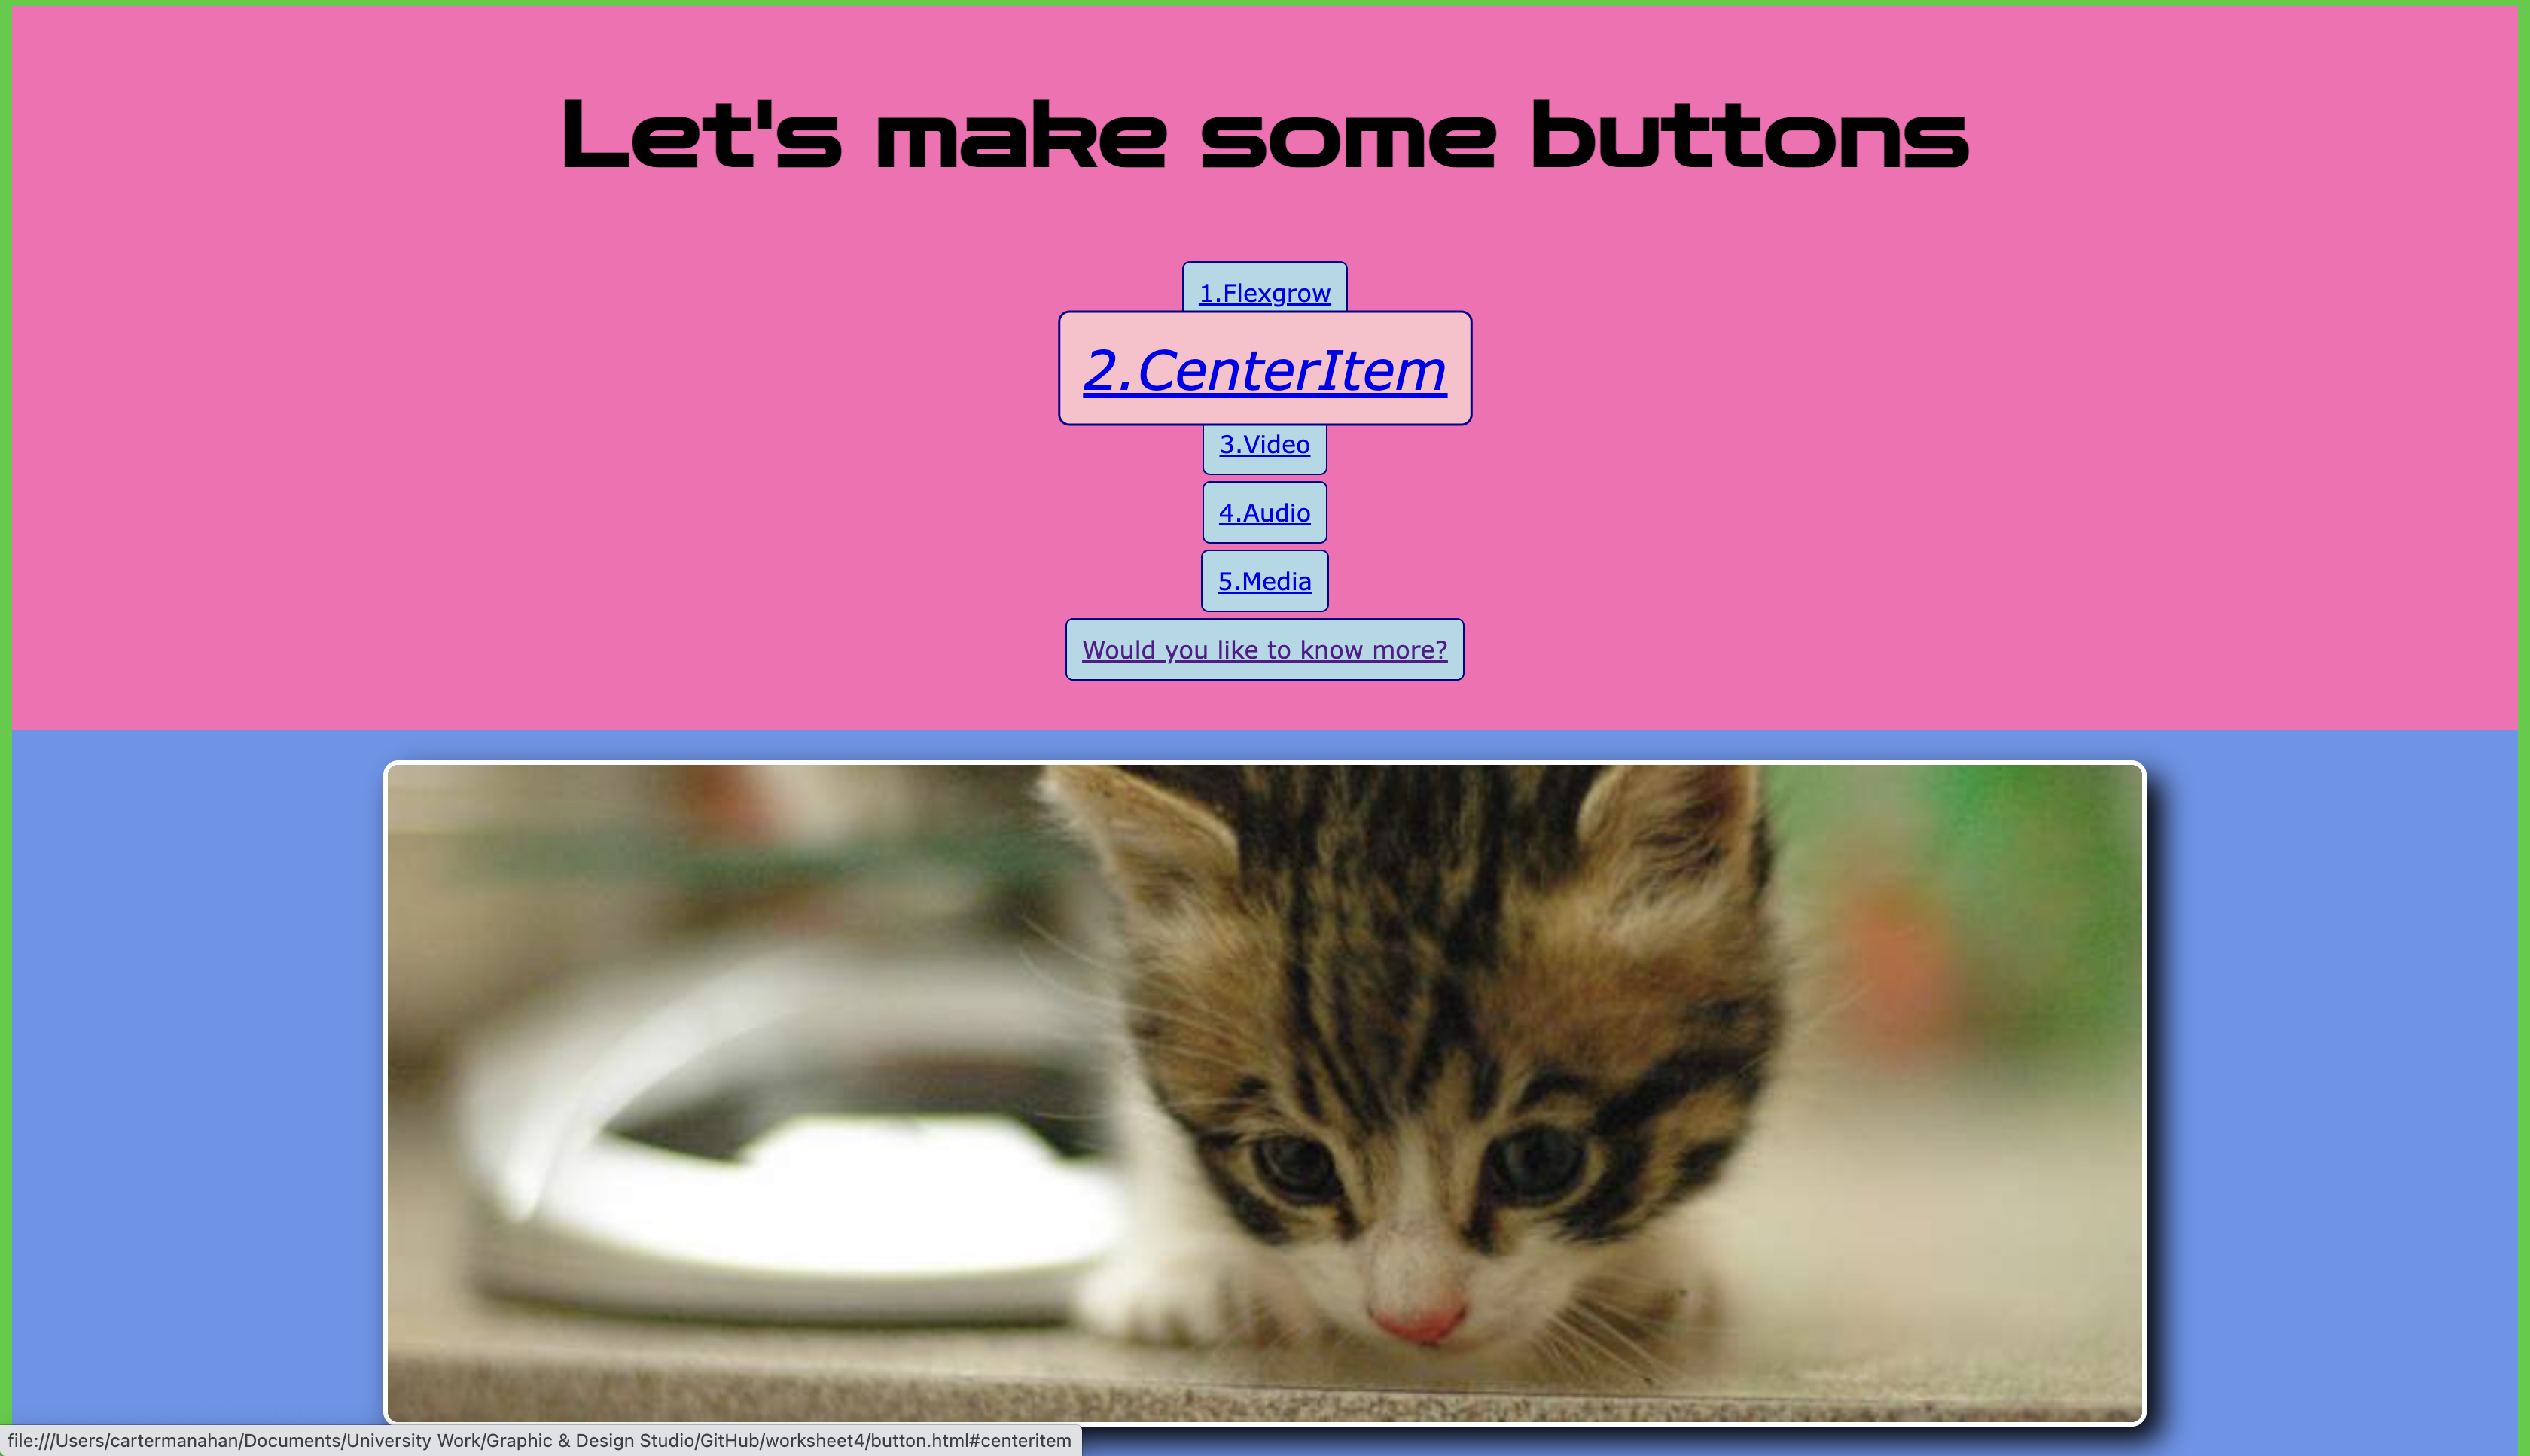 Let's make some buttons
1.Flexgrow
2.CenterItem
3.Video
4.Audio
5.Media
Would you like to know more?
file:///Users/cartermanahan/Documents/University Work/Graphic & Design Studio/GitHub/worksheet4/button.html#centeritem